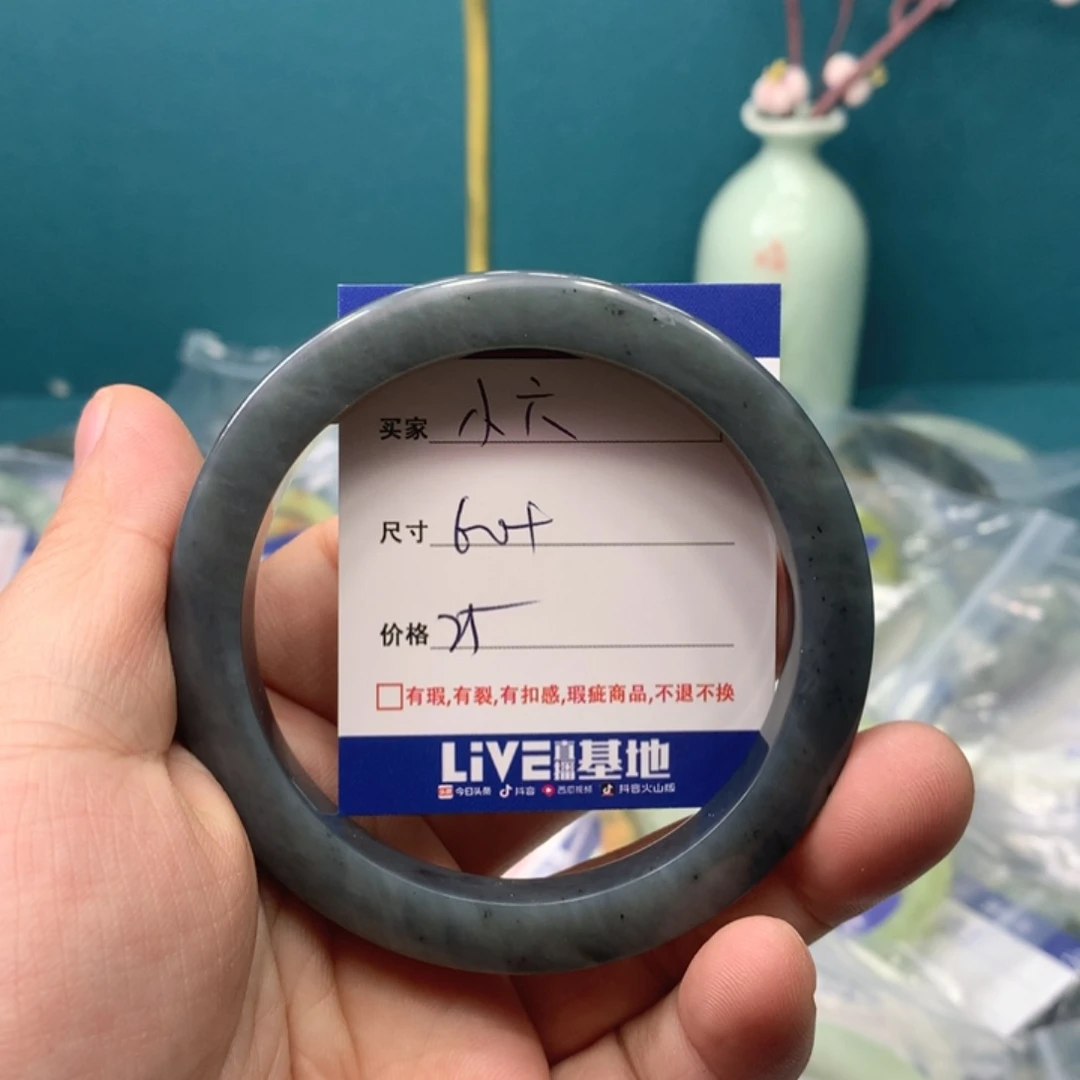 买家 小六
尺寸 60+
价格 25
□有瑕,有裂,有扣感,瑕疵商品,不退不换
LiVE直播基地
今日头条 抖音 西瓜视频 抖音火山版